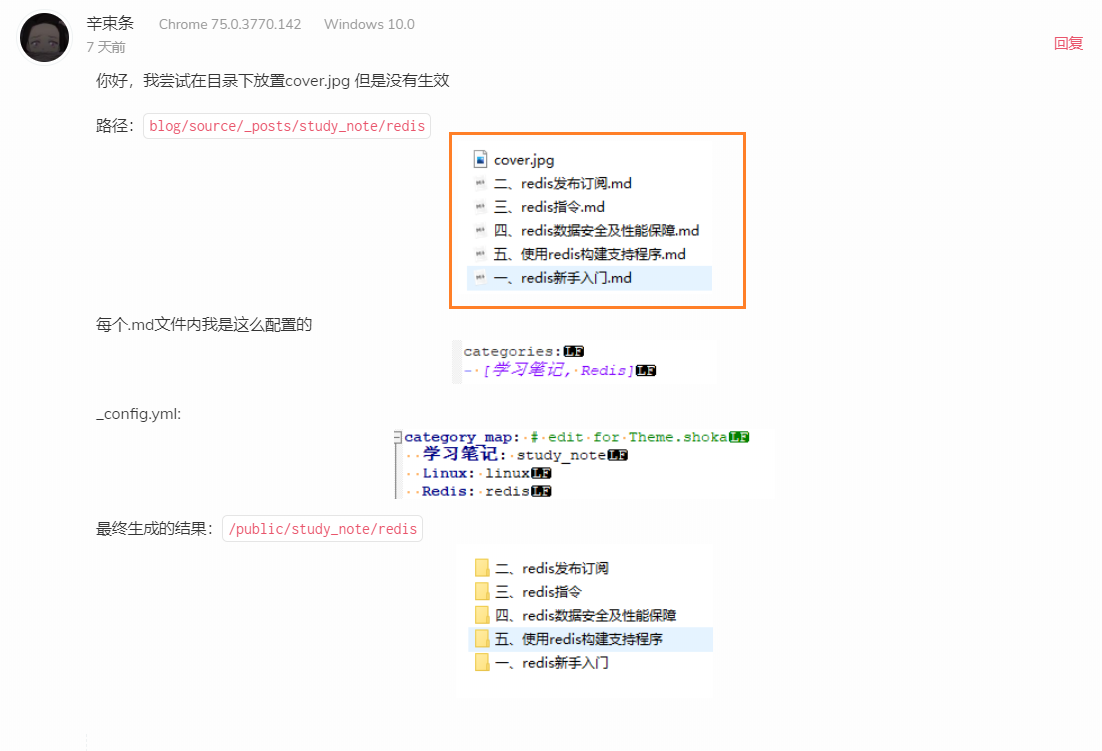 辛束条 Chrome 75.0.3770.142 Windows 10.0
7 天前
回复
你好，我尝试在目录下放置cover.jpg 但是没有生效
路径： blog/source/_posts/study_note/redis
cover.jpg
二、redis发布订阅.md
三、redis指令.md
四、redis数据安全及性能保障.md
五、使用redis构建支持程序.md
一、redis新手入门.md
每个.md文件内我是这么配置的
categories:LF
- [学习笔记, Redis]LF
_config.yml:
category_map: # edit for Theme.shokaLF
学习笔记: study_noteLF
Linux: linuxLF
Redis: redisLF
最终生成的结果： /public/study_note/redis
二、redis发布订阅
三、redis指令
四、redis数据安全及性能保障
五、使用redis构建支持程序
一、redis新手入门